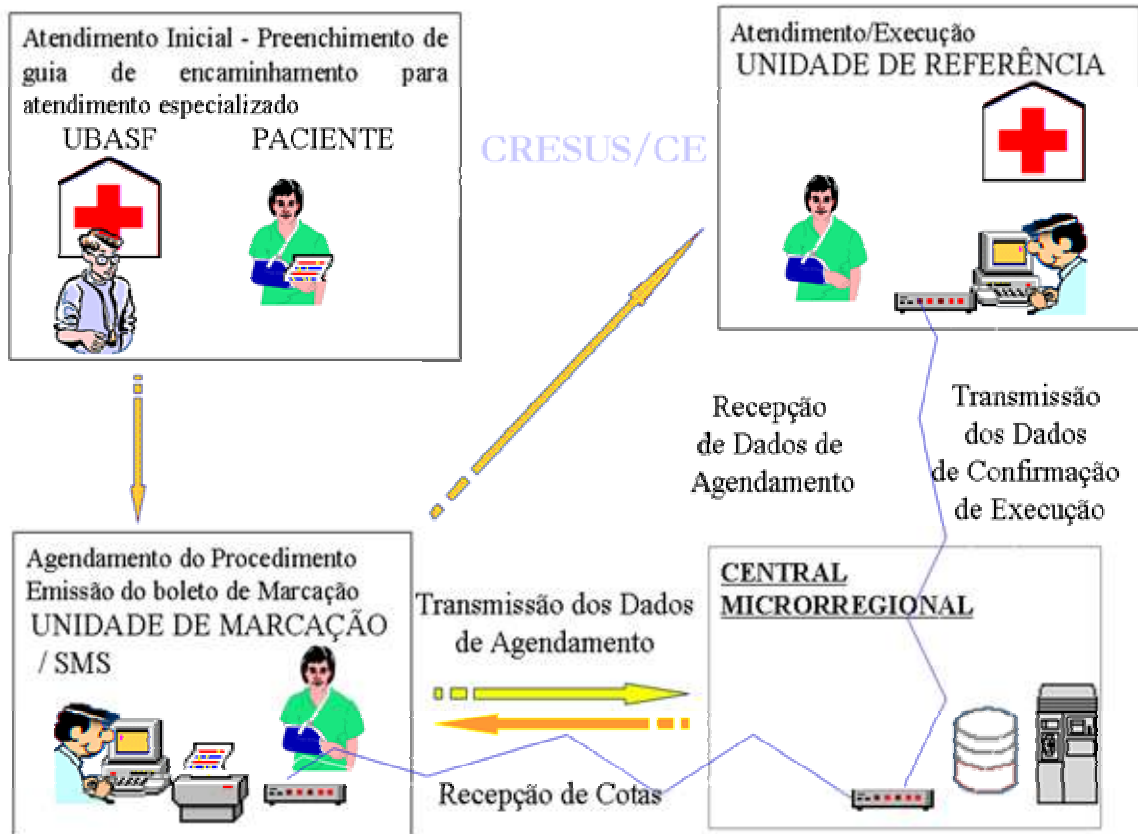 Atendimento Inicial - Preenchimento de
guia de encaminhamento para
atendimento especializado
UBASF PACIENTE
CRESUS/CE
Atendimento/Execução
UNIDADE DE REFERÊNCIA
Recepção
de Dados de
Agendamento
Transmissão
dos Dados
de Confirmação
de Execução
Agendamento do Procedimento
Emissão do boleto de Marcação
UNIDADE DE MARCAÇÃO
/ SMS
Transmissão dos Dados
de Agendamento
Recepção de Cotas
CENTRAL
MICRORREGIONAL